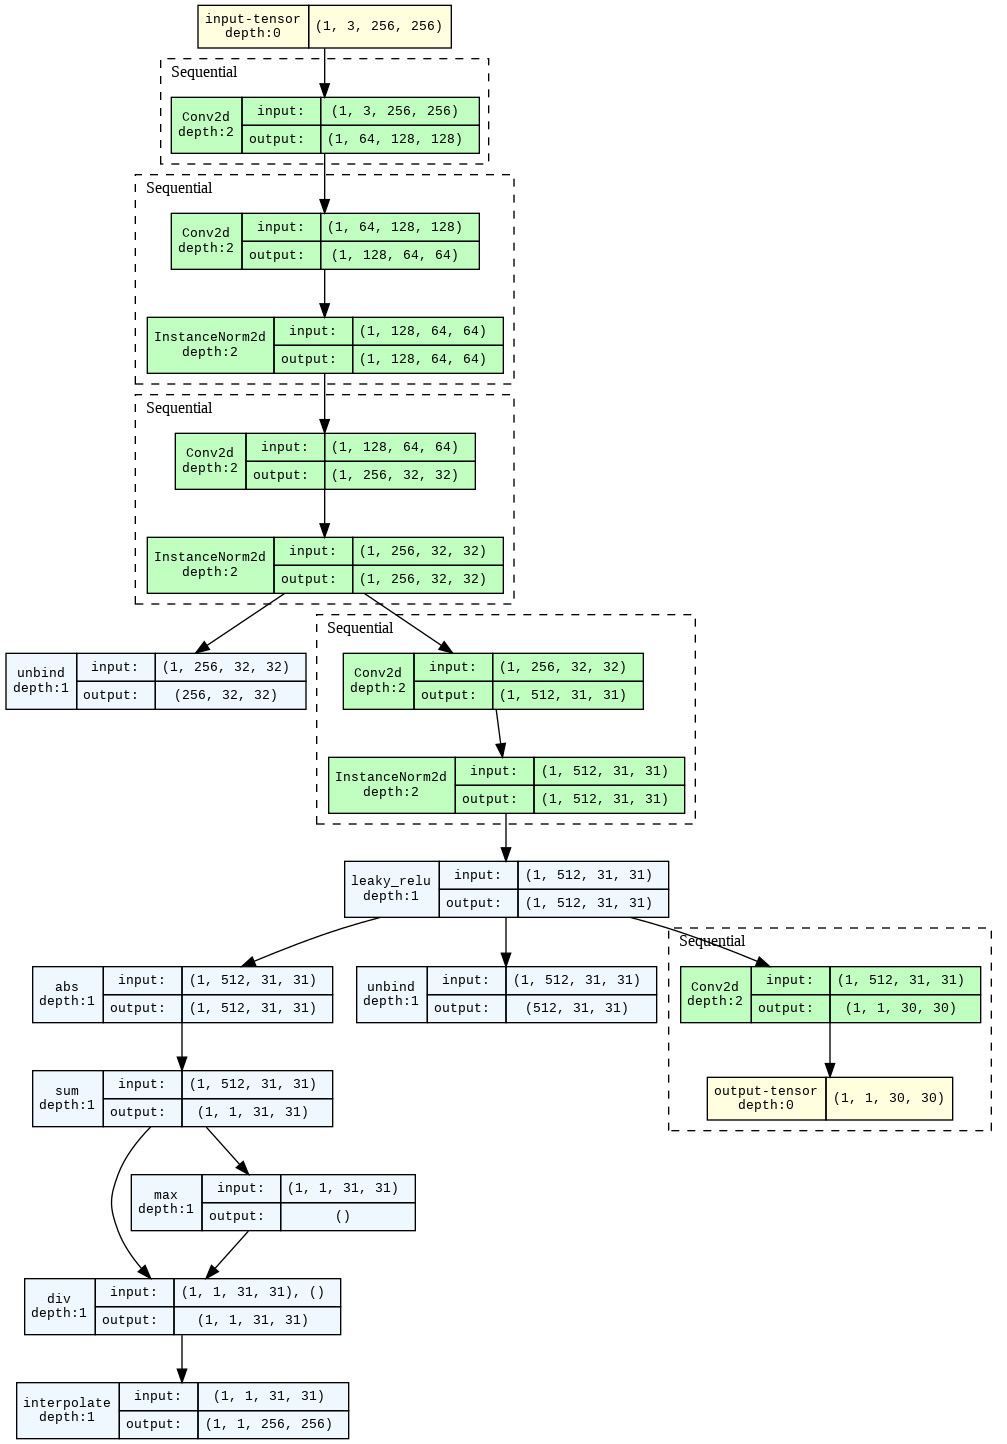 input-tensor
depth:0
(1, 3, 256, 256)
Sequential
Conv2d
depth:2
input:
(1, 3, 256, 256)
output:
(1, 64, 128, 128)
Sequential
Conv2d
depth:2
input:
(1, 64, 128, 128)
output:
(1, 128, 64, 64)
InstanceNorm2d
depth:2
input:
(1, 128, 64, 64)
output:
(1, 128, 64, 64)
Sequential
Conv2d
depth:2
input:
(1, 128, 64, 64)
output:
(1, 256, 32, 32)
InstanceNorm2d
depth:2
input:
(1, 256, 32, 32)
output:
(1, 256, 32, 32)
unbind
depth:1
input:
(1, 256, 32, 32)
output:
(256, 32, 32)
Sequential
Conv2d
depth:2
input:
(1, 256, 32, 32)
output:
(1, 512, 31, 31)
InstanceNorm2d
depth:2
input:
(1, 512, 31, 31)
output:
(1, 512, 31, 31)
leaky_relu
depth:1
input:
(1, 512, 31, 31)
output:
(1, 512, 31, 31)
abs
depth:1
input:
(1, 512, 31, 31)
output:
(1, 512, 31, 31)
unbind
depth:1
input:
(1, 512, 31, 31)
output:
(512, 31, 31)
Sequential
Conv2d
depth:2
input:
(1, 512, 31, 31)
output:
(1, 1, 30, 30)
output-tensor
depth:0
(1, 1, 30, 30)
sum
depth:1
input:
(1, 512, 31, 31)
output:
(1, 1, 31, 31)
max
depth:1
input:
(1, 1, 31, 31)
output:
()
div
depth:1
input:
(1, 1, 31, 31), ()
output:
(1, 1, 31, 31)
interpolate
depth:1
input:
(1, 1, 31, 31)
output:
(1, 1, 256, 256)